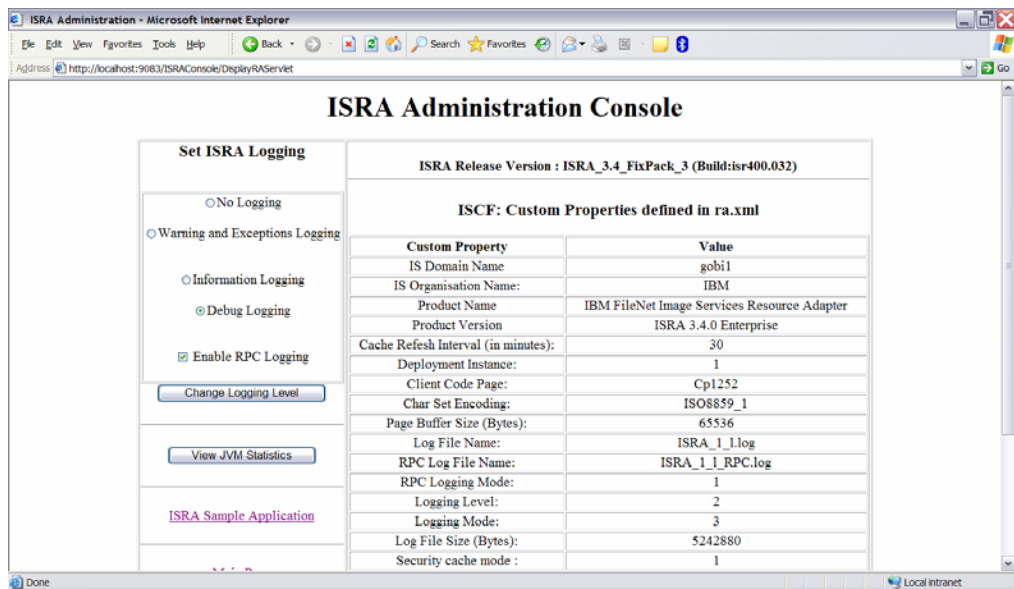 ISRA Administration - Microsoft Internet Explorer
File Edit View Favorites Tools Help Back Search Favorites
Address http://localhost:9083/ISRAConsole/DisplayRAServlet Go
ISRA Administration Console
Set ISRA Logging
No Logging
Warning and Exceptions Logging
Information Logging
Debug Logging
Enable RPC Logging
Change Logging Level
View JVM Statistics
ISRA Sample Application
ISRA Release Version : ISRA_3.4_FixPack_3 (Build:isr400.032)
ISCF: Custom Properties defined in ra.xml
Custom Property Value
IS Domain Name gobi1
IS Organisation Name: IBM
Product Name IBM FileNet Image Services Resource Adapter
Product Version ISRA 3.4.0 Enterprise
Cache Refesh Interval (in minutes): 30
Deployment Instance: 1
Client Code Page: Cp1252
Char Set Encoding: ISO8859_1
Page Buffer Size (Bytes): 65536
Log File Name: ISRA_1_l.log
RPC Log File Name: ISRA_1_l_RPC.log
RPC Logging Mode: 1
Logging Level: 2
Logging Mode: 3
Log File Size (Bytes): 5242880
Security cache mode : 1
Done Local intranet